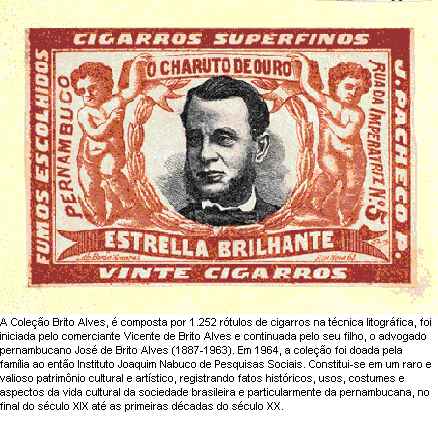 CIGARROS SUPERFINOS
O CHARUTO DE OURO
FUMOS ESCOLHIDOS
PERNAMBUCO
RUA DA IMPERATRIZ Nº 5
J. PACHECO P.
ESTRELLA BRILHANTE
VINTE CIGARROS
A Coleção Brito Alves, é composta por 1.252 rótulos de cigarros na técnica litográfica, foi
iniciada pelo comerciante Vicente de Brito Alves e continuada pelo seu filho, o advogado
pernambucano José de Brito Alves (1887-1963). Em 1964, a coleção foi doada pela
família ao então Instituto Joaquim Nabuco de Pesquisas Sociais. Constitui-se em um raro e
valioso patrimônio cultural e artístico, registrando fatos históricos, usos, costumes e
aspectos da vida cultural da sociedade brasileira e particularmente da pernambucana, no
final do século XIX até as primeiras décadas do século XX.